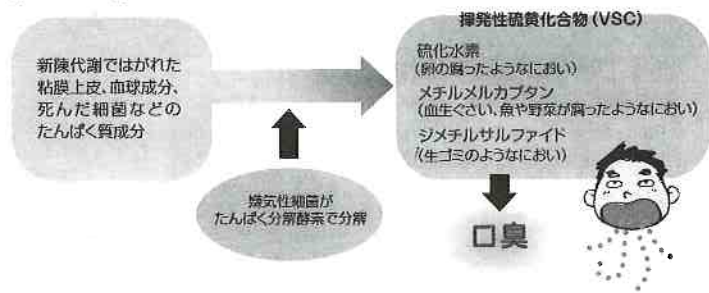 新陳代謝ではがれた
粘膜上皮、血球成分、
死んだ細菌などの
たんぱく質成分
嫌気性細菌が
たんぱく分解酵素で分解
揮発性硫黄化合物(VSC)
硫化水素
(卵の腐ったようなにおい)
メチルメルカプタン
(血生ぐさい、魚や野菜が腐ったようなにおい)
ジメチルサルファイド
(生ゴミのようなにおい)
口臭